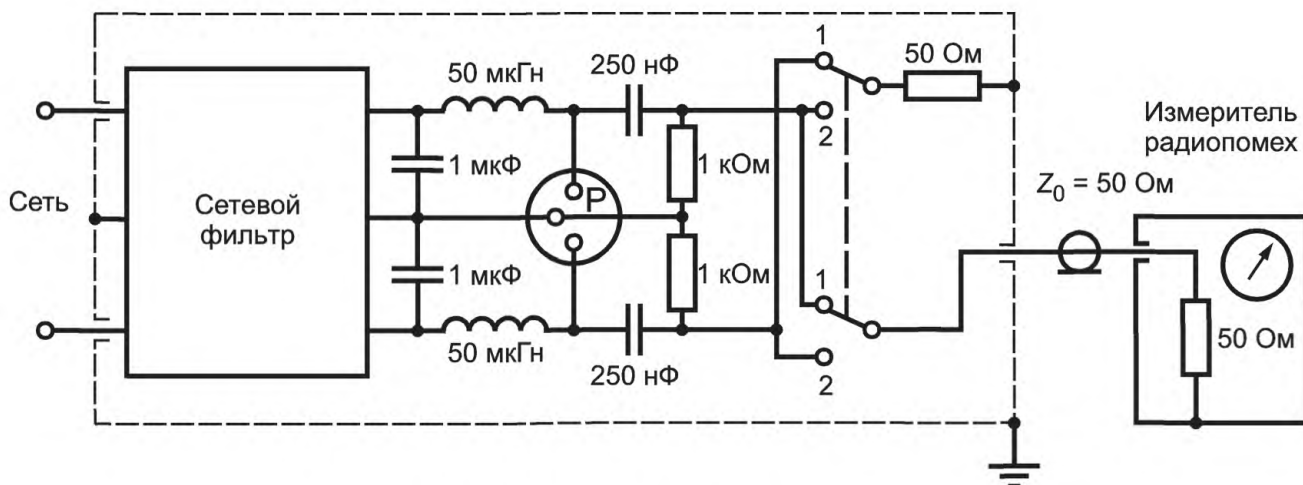 1
50 мкГн
250 нФ
50 Ом
2
Измеритель
радиопомех
1 мкФ
1 кОм
Z₀ = 50 Ом
Сеть
Сетевой
фильтр
P
1 мкФ
1 кОм
1
50 Ом
50 мкГн
250 нФ
2